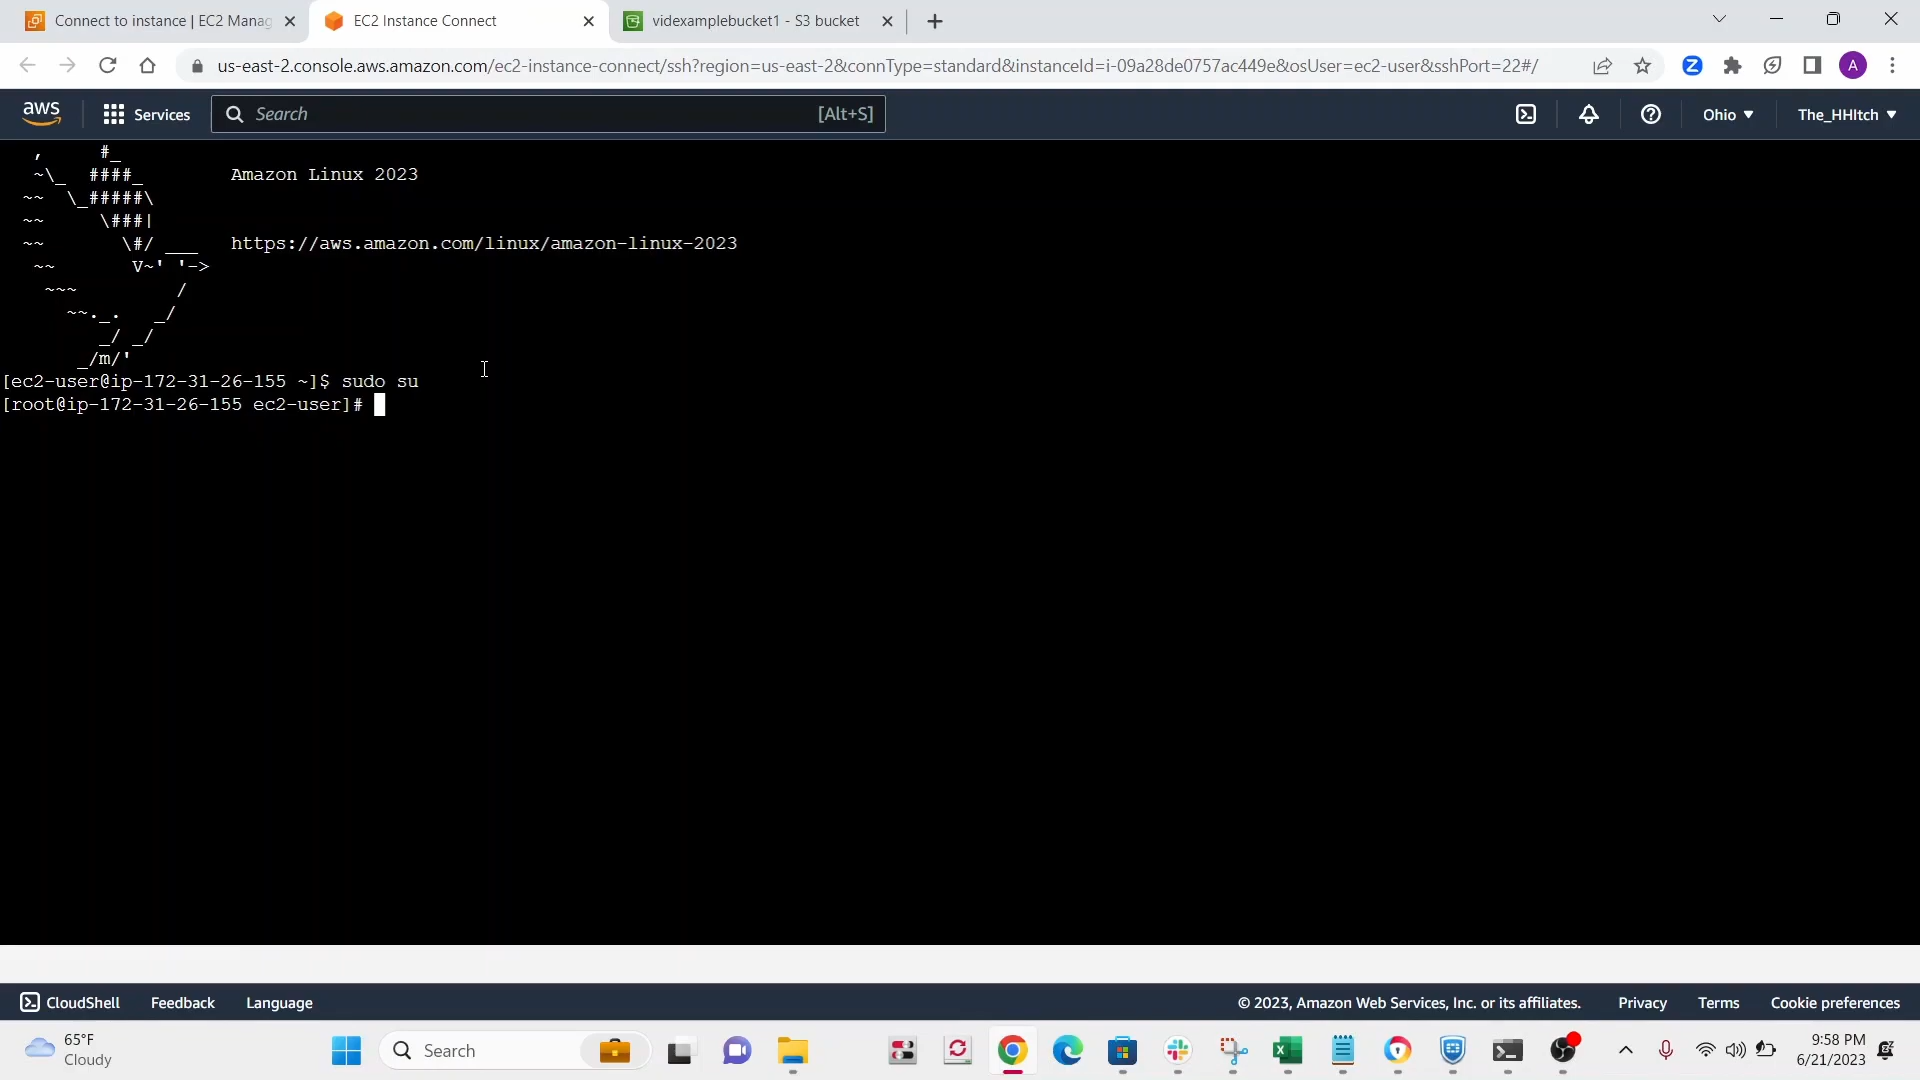 Connect to instance | EC2 Manag
EC2 Instance Connect
videxamplebucket1 - S3 bucket
us-east-2.console.aws.amazon.com/ec2-instance-connect/ssh?region=us-east-2&connType=standard&instanceId=i-09a28de0757ac449e&osUser=ec2-user&sshPort=22#/
A
aws
Services
Search
[Alt+S]
Ohio
The_HHItch
   ,     #_
   ~\_  ####_        Amazon Linux 2023
  ~~  \_#####\
  ~~     \###|
  ~~       \#/ ___   https://aws.amazon.com/linux/amazon-linux-2023
   ~~       V~' '->
    ~~~         /
      ~~._.   _/
         _/ _/
       _/m/'
[ec2-user@ip-172-31-26-155 ~]$ sudo su
[root@ip-172-31-26-155 ec2-user]#
CloudShell
Feedback
Language
© 2023, Amazon Web Services, Inc. or its affiliates.
Privacy
Terms
Cookie preferences
65°F
Cloudy
Search
9:58 PM
6/21/2023